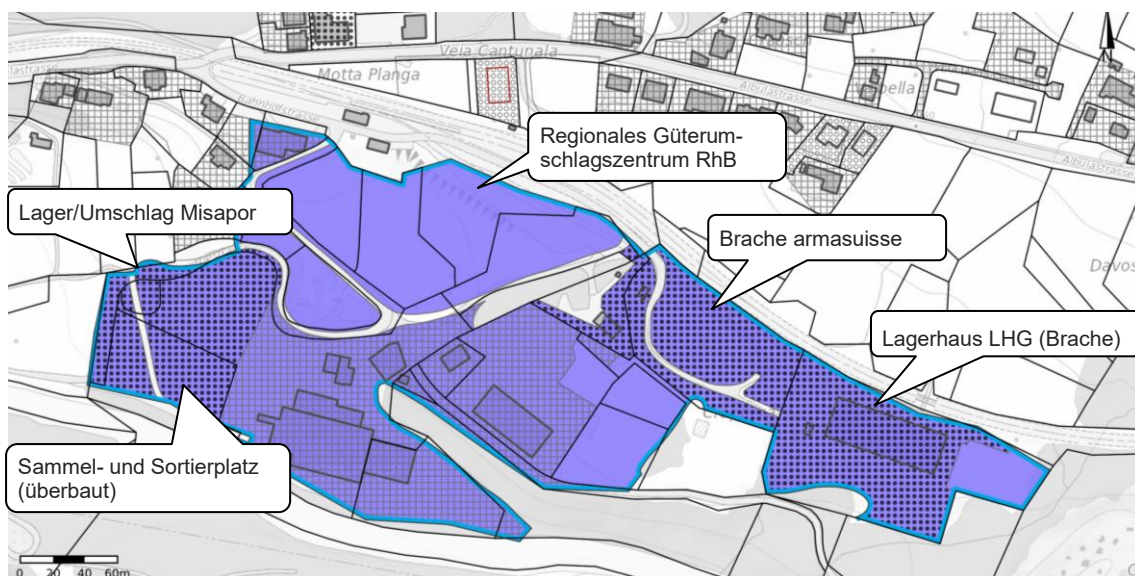 Veia Cantunala
Motta Planga
Albulastrasse
Bahnhofstrasse
Regionales Güterum-
schlagszentrum RhB
Albulastrasse
Lager/Umschlag Misapor
Brache armasuisse
Davos
Lagerhaus LHG (Brache)
Sammel- und Sortierplatz
(überbaut)
0 20 40 60m